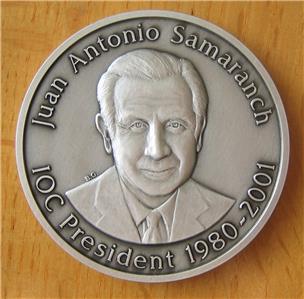 Juan Antonio Samaranch
IOC President 1980-2001